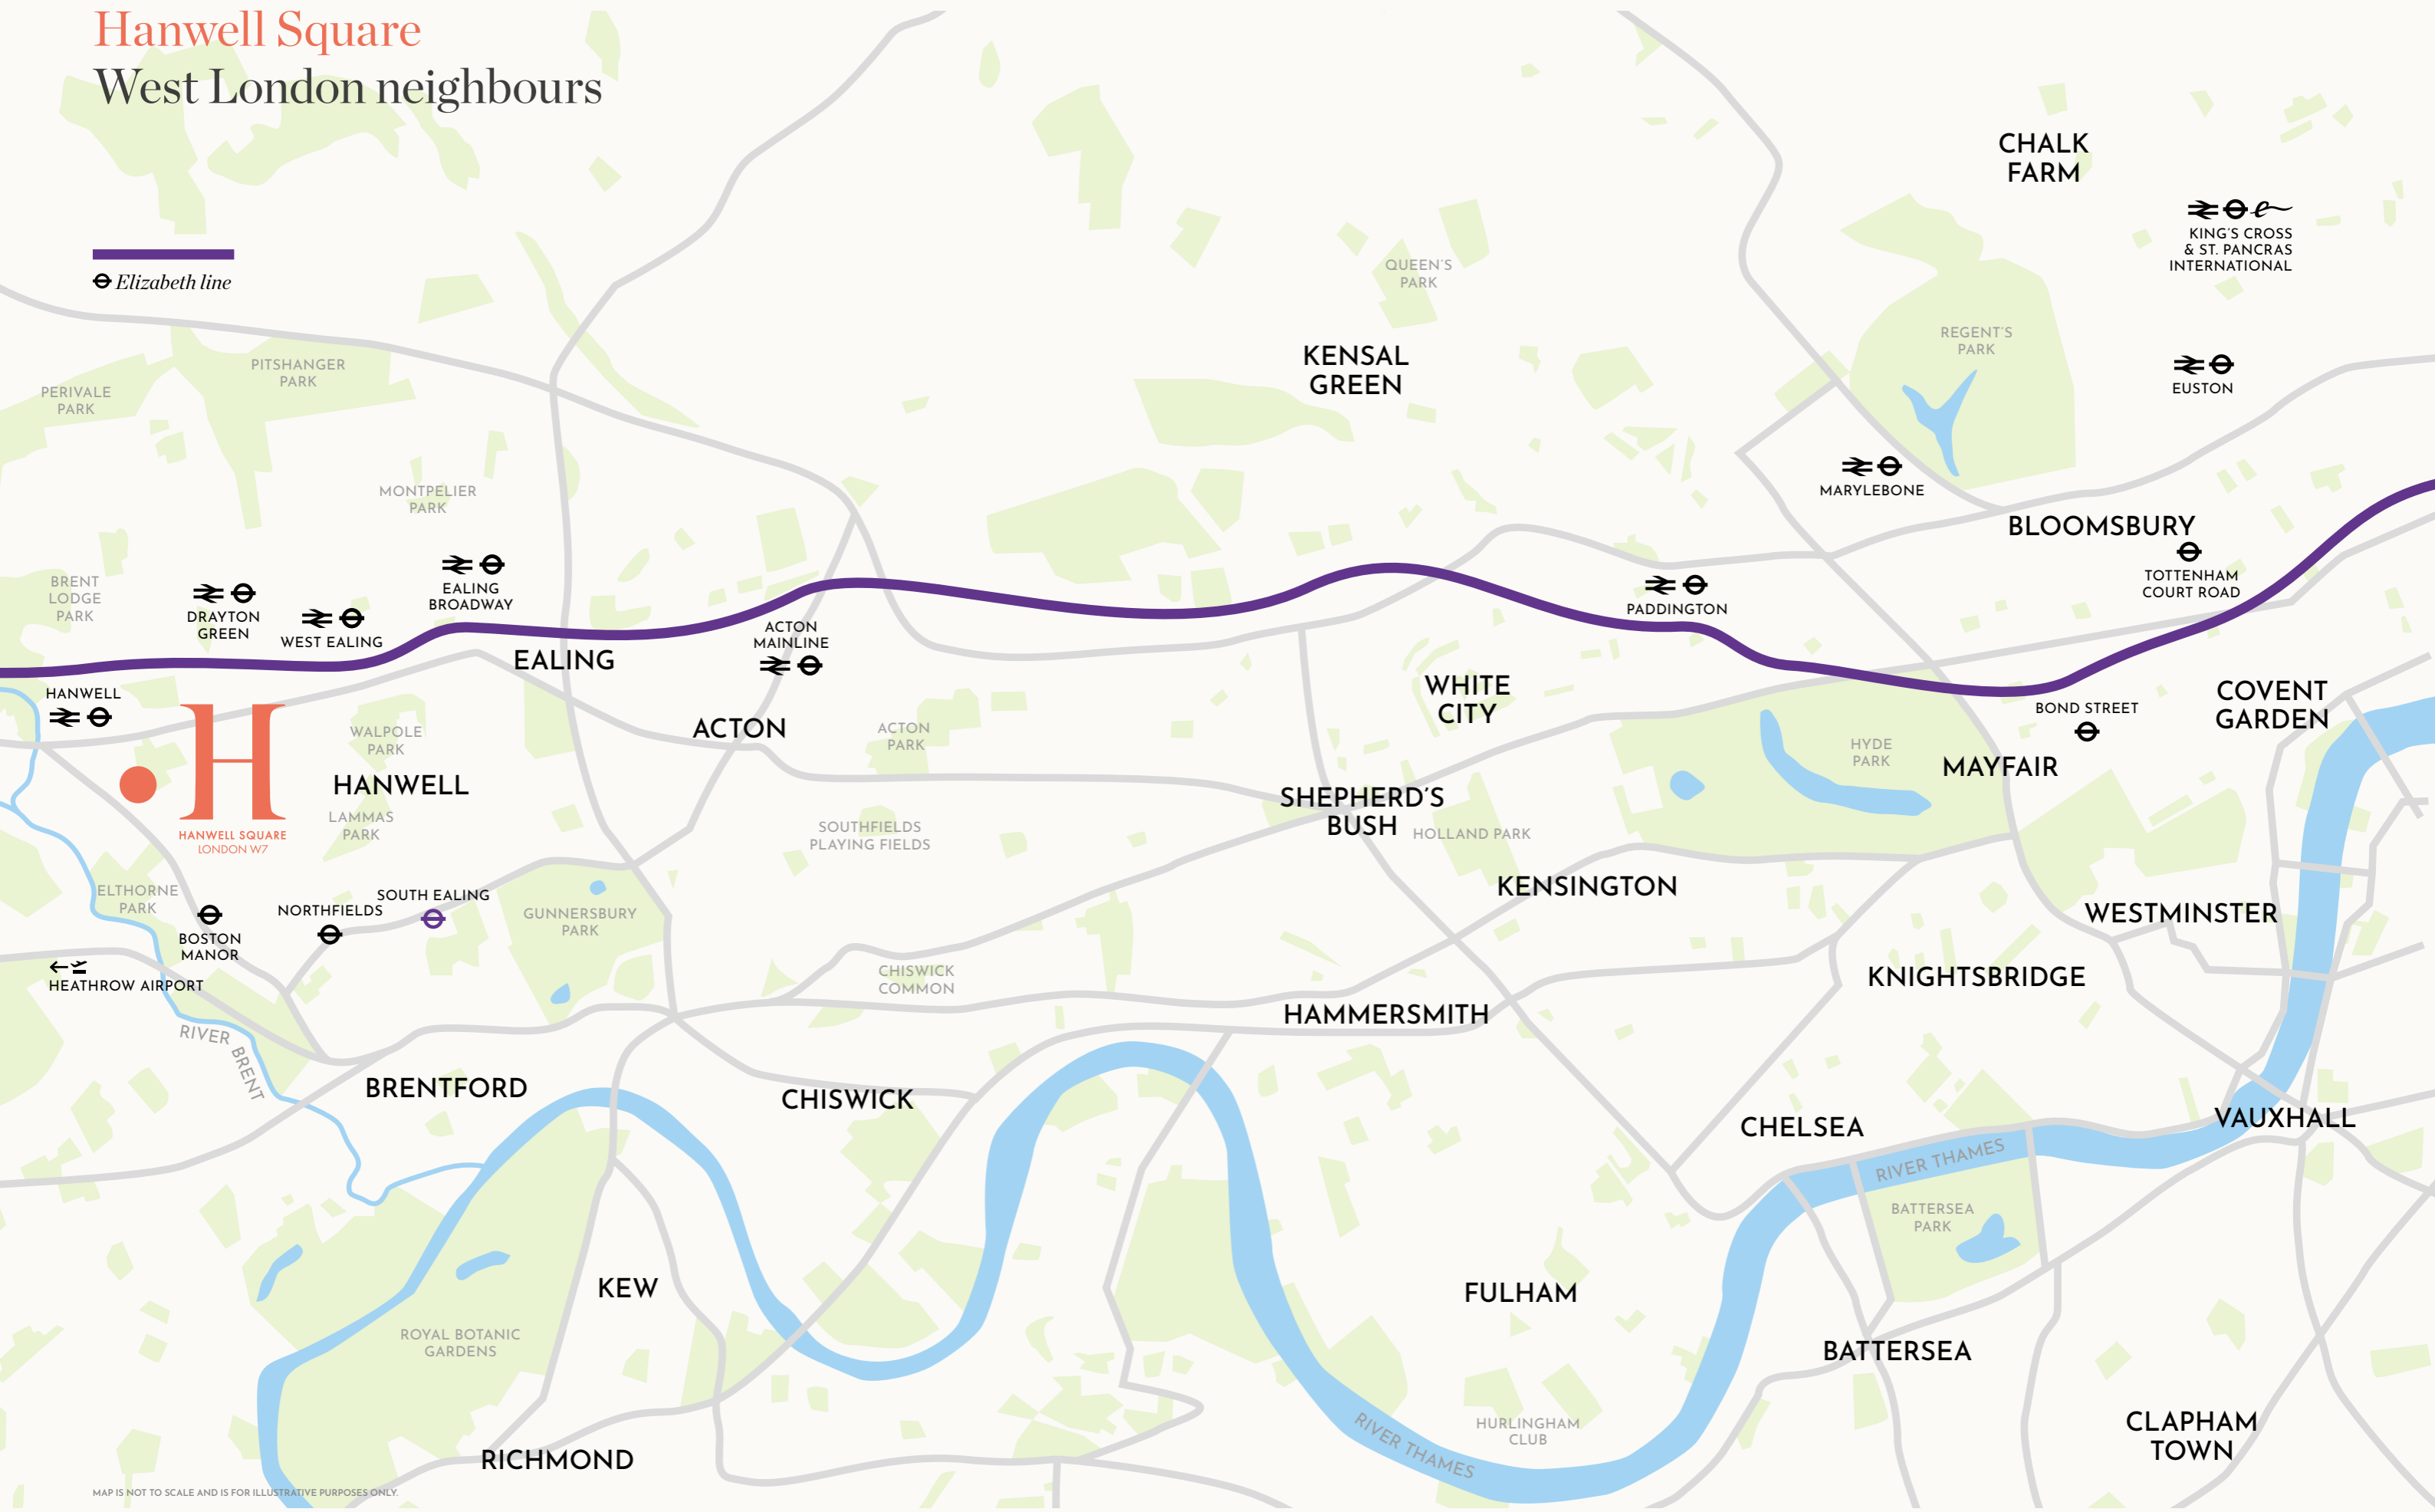 Hanwell Square
West London neighbours
Elizabeth line
CHALK
FARM
KING'S CROSS
& ST. PANCRAS
INTERNATIONAL
QUEEN'S
PARK
REGENT'S
PARK
KENSAL
GREEN
PITSHANGER
PARK
PERIVALE
PARK
EUSTON
MONTPELIER
PARK
MARYLEBONE
BLOOMSBURY
TOTTENHAM
COURT ROAD
BRENT
LODGE
PARK
DRAYTON
GREEN
WEST EALING
EALING
BROADWAY
EALING
ACTON
MAINLINE
PADDINGTON
HANWELL
H
HANWELL SQUARE
LONDON W7
WALPOLE
PARK
HANWELL
LAMMAS
PARK
ACTON
ACTON
PARK
WHITE
CITY
BOND STREET
COVENT
GARDEN
HYDE
PARK
MAYFAIR
SHEPHERD'S
BUSH
HOLLAND PARK
SOUTHFIELDS
PLAYING FIELDS
KENSINGTON
WESTMINSTER
ELTHORNE
PARK
BOSTON
MANOR
NORTHFIELDS
SOUTH EALING
GUNNERSBURY
PARK
HEATHROW AIRPORT
CHISWICK
COMMON
KNIGHTSBRIDGE
HAMMERSMITH
RIVER BRENT
BRENTFORD
CHISWICK
CHELSEA
VAUXHALL
RIVER THAMES
BATTERSEA
PARK
KEW
FULHAM
ROYAL BOTANIC
GARDENS
BATTERSEA
HURLINGHAM
CLUB
RIVER THAMES
CLAPHAM
TOWN
RICHMOND
MAP IS NOT TO SCALE AND IS FOR ILLUSTRATIVE PURPOSES ONLY.